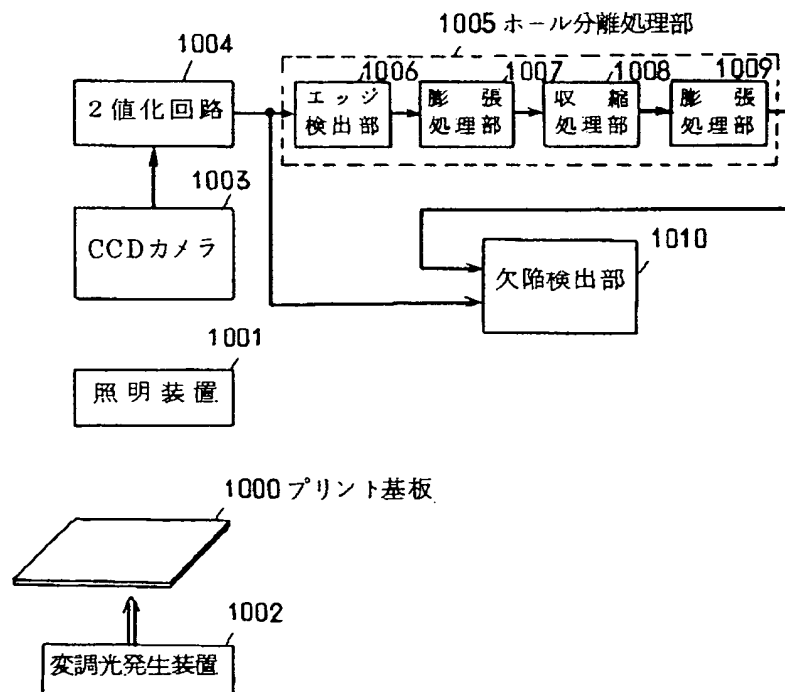 1005 ホール分離処理部
1004
2値化回路
1006
エッジ
検出部
1007
膨張
処理部
1008
収縮
処理部
1009
膨張
処理部
1003
CCDカメラ
1010
欠陥検出部
1001
照明装置
1000 プリント基板
1002
変調光発生装置